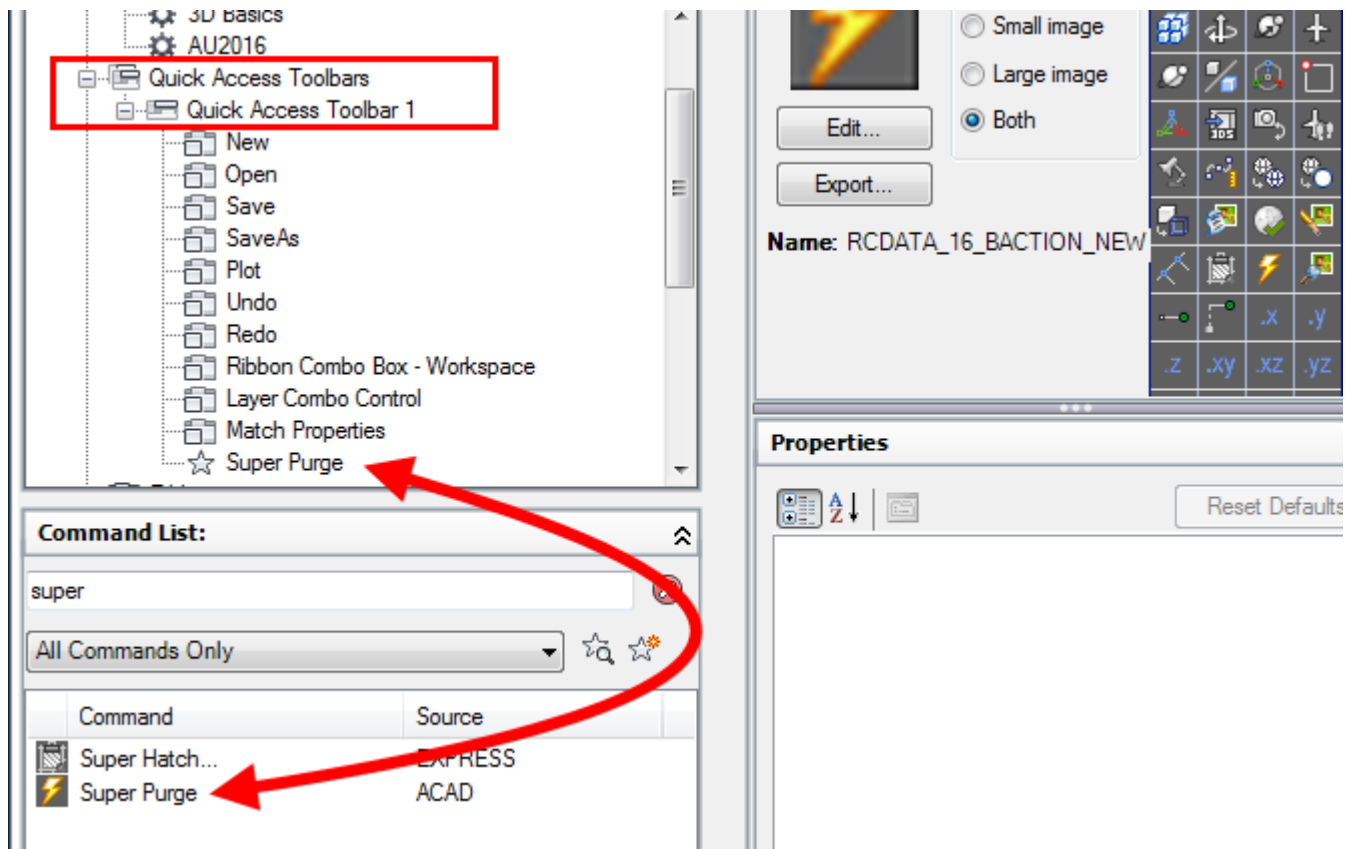 3D Basics
AU2016
Quick Access Toolbars
Quick Access Toolbar 1
New
Open
Save
SaveAs
Plot
Undo
Redo
Ribbon Combo Box - Workspace
Layer Combo Control
Match Properties
Super Purge
Command List:
super
All Commands Only
Command Source
Super Hatch... EXPRESS
Super Purge ACAD
Small image
Large image
Both
Edit...
Export...
Name: RCDATA_16_BACTION_NEW
3DS
.X .Y
.Z .XY .XZ .YZ
Properties
A
Z
Reset Defaults